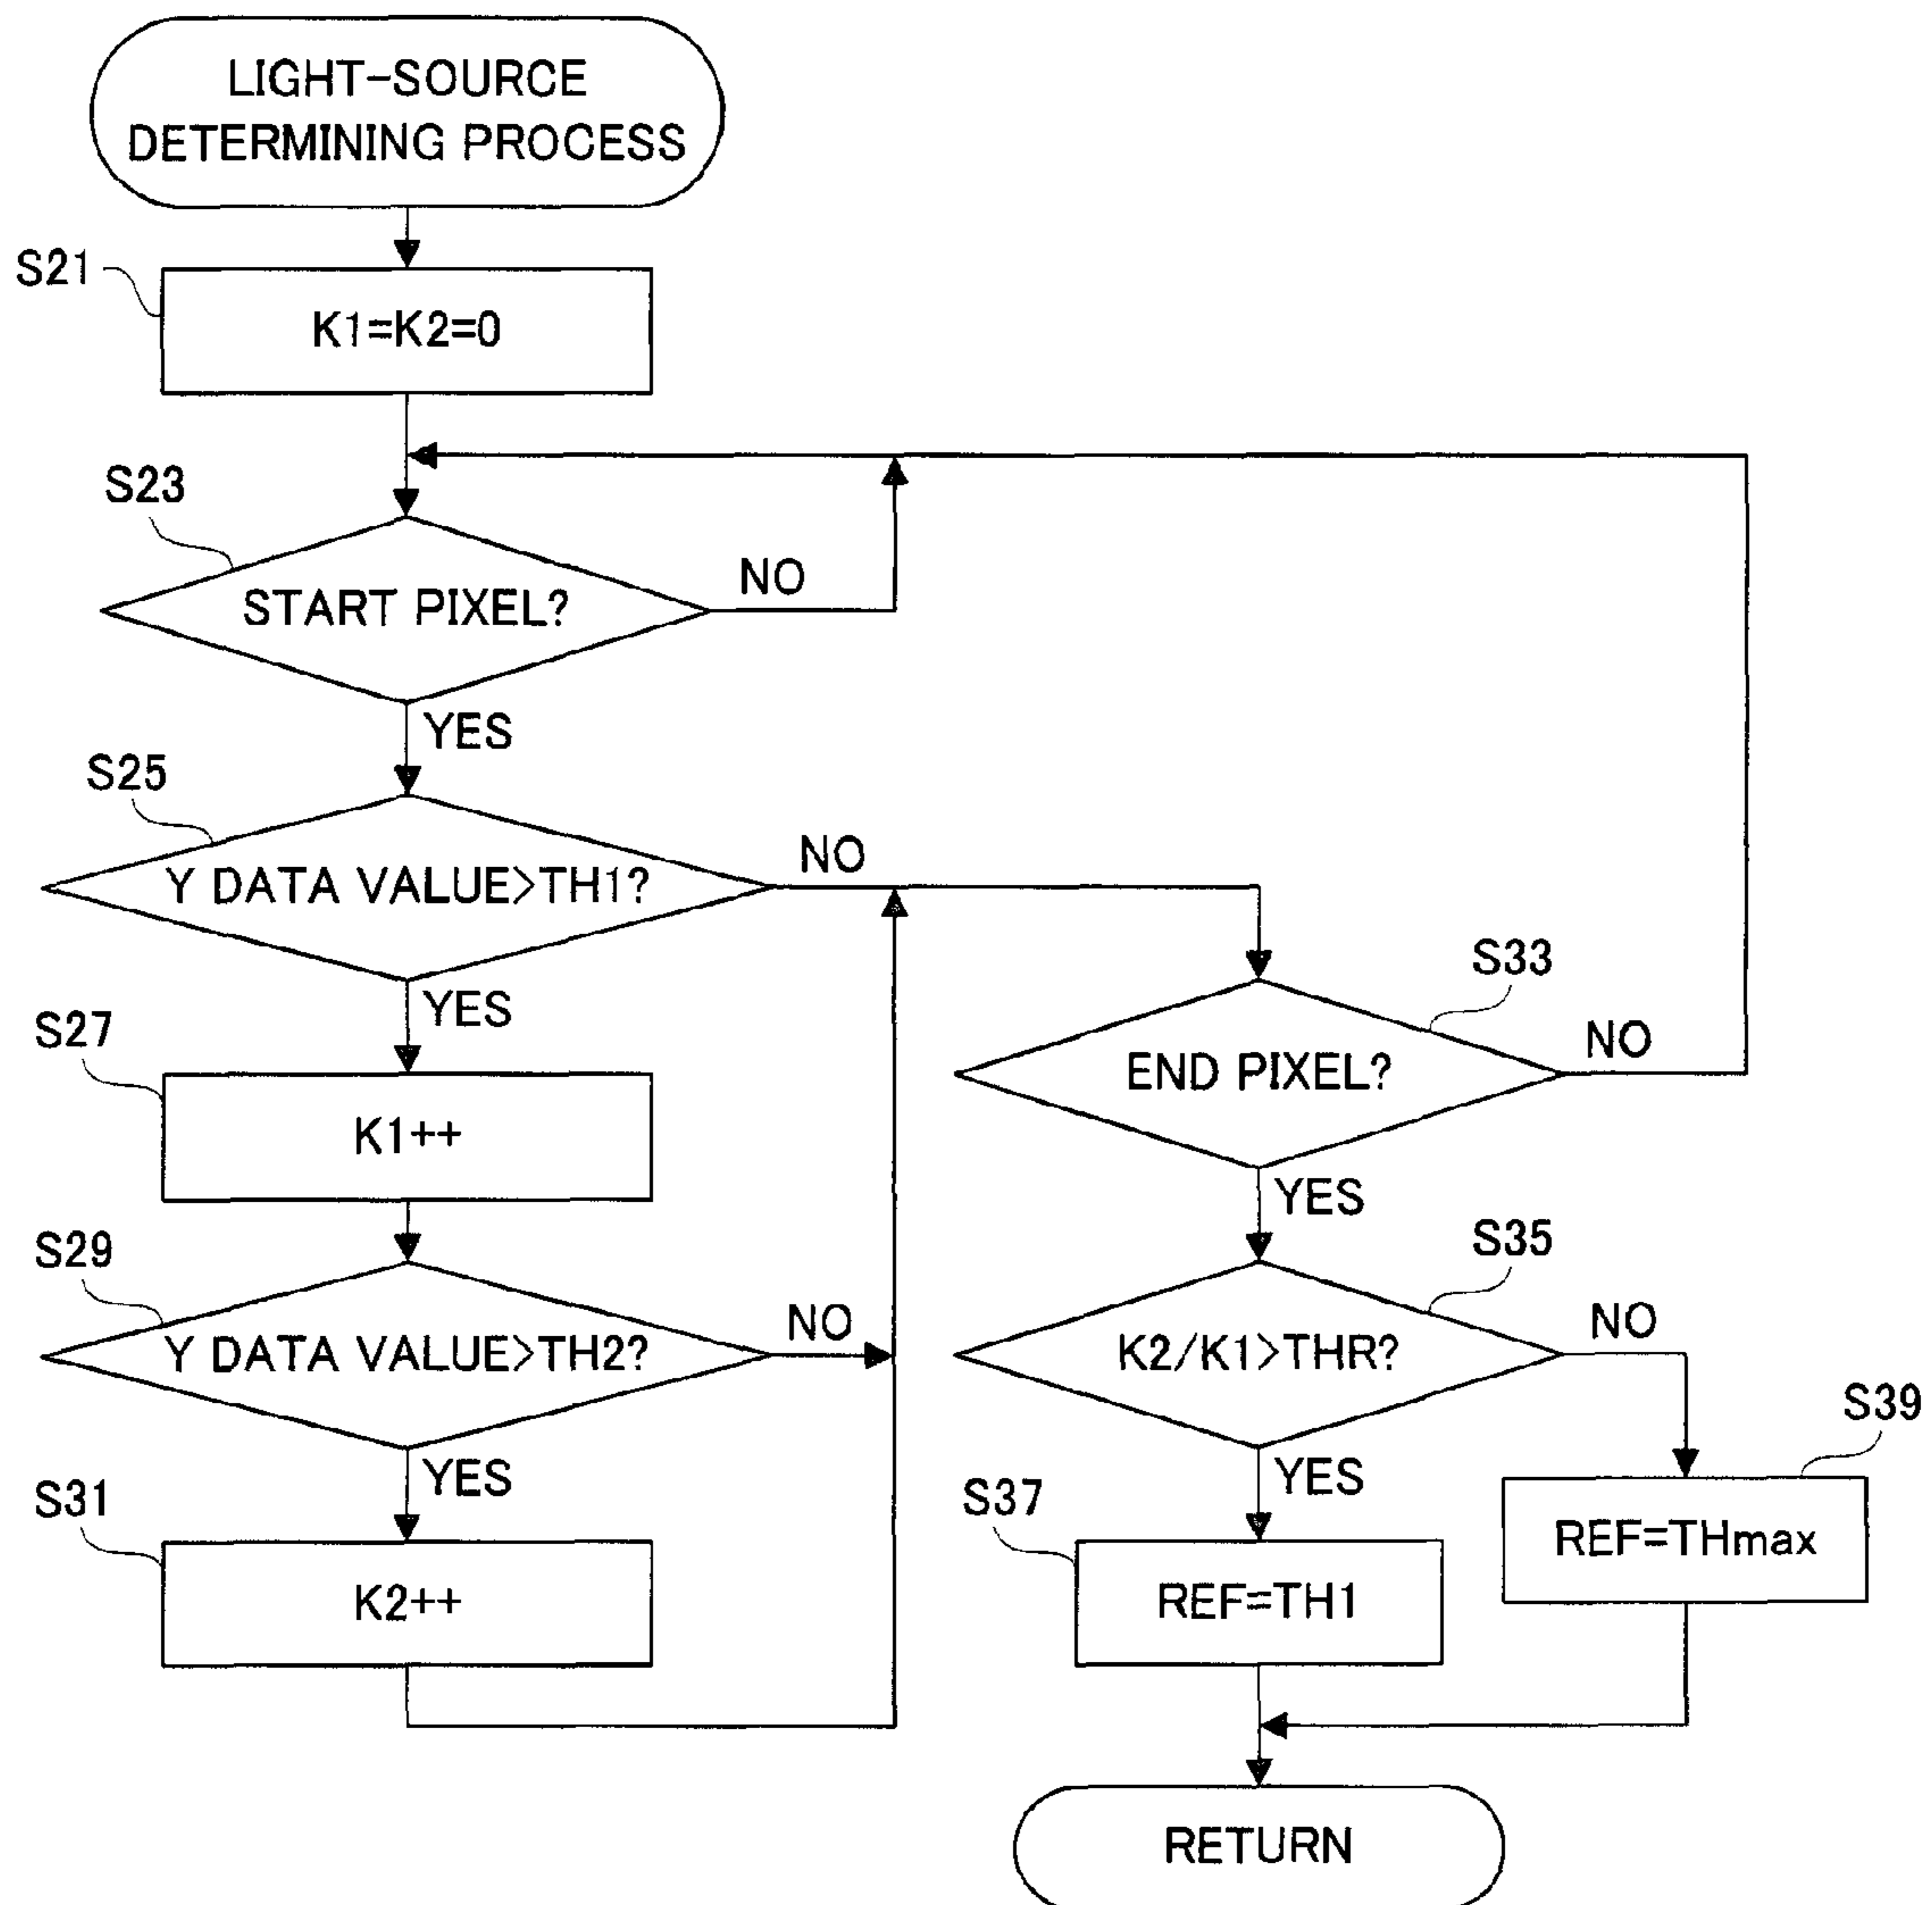 LIGHT-SOURCE
DETERMINING PROCESS
S21
K1=K2=0
S23
START PIXEL?
NO
YES
S25
Y DATA VALUE>TH1?
NO
YES
S27
K1++
S29
Y DATA VALUE>TH2?
NO
YES
S31
K2++
S33
END PIXEL?
NO
YES
S35
K2/K1>THR?
NO
YES
S37
REF=TH1
S39
REF=THmax
RETURN